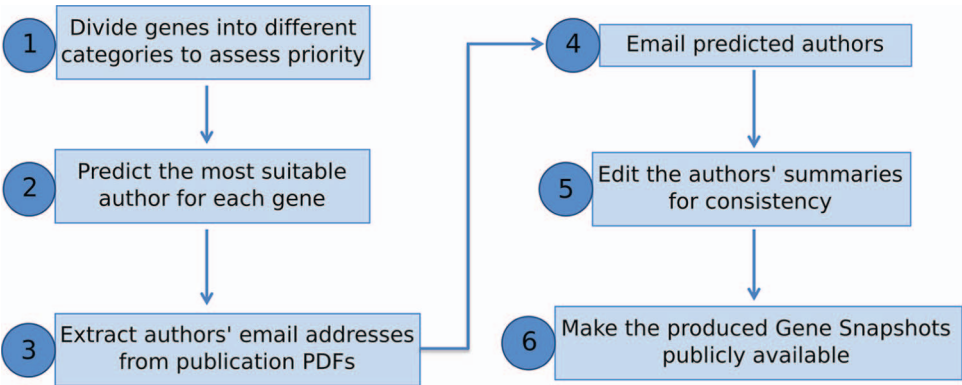 1
Divide genes into different
categories to assess priority
2
Predict the most suitable
author for each gene
3
Extract authors' email addresses
from publication PDFs
4
Email predicted authors
5
Edit the authors' summaries
for consistency
6
Make the produced Gene Snapshots
publicly available